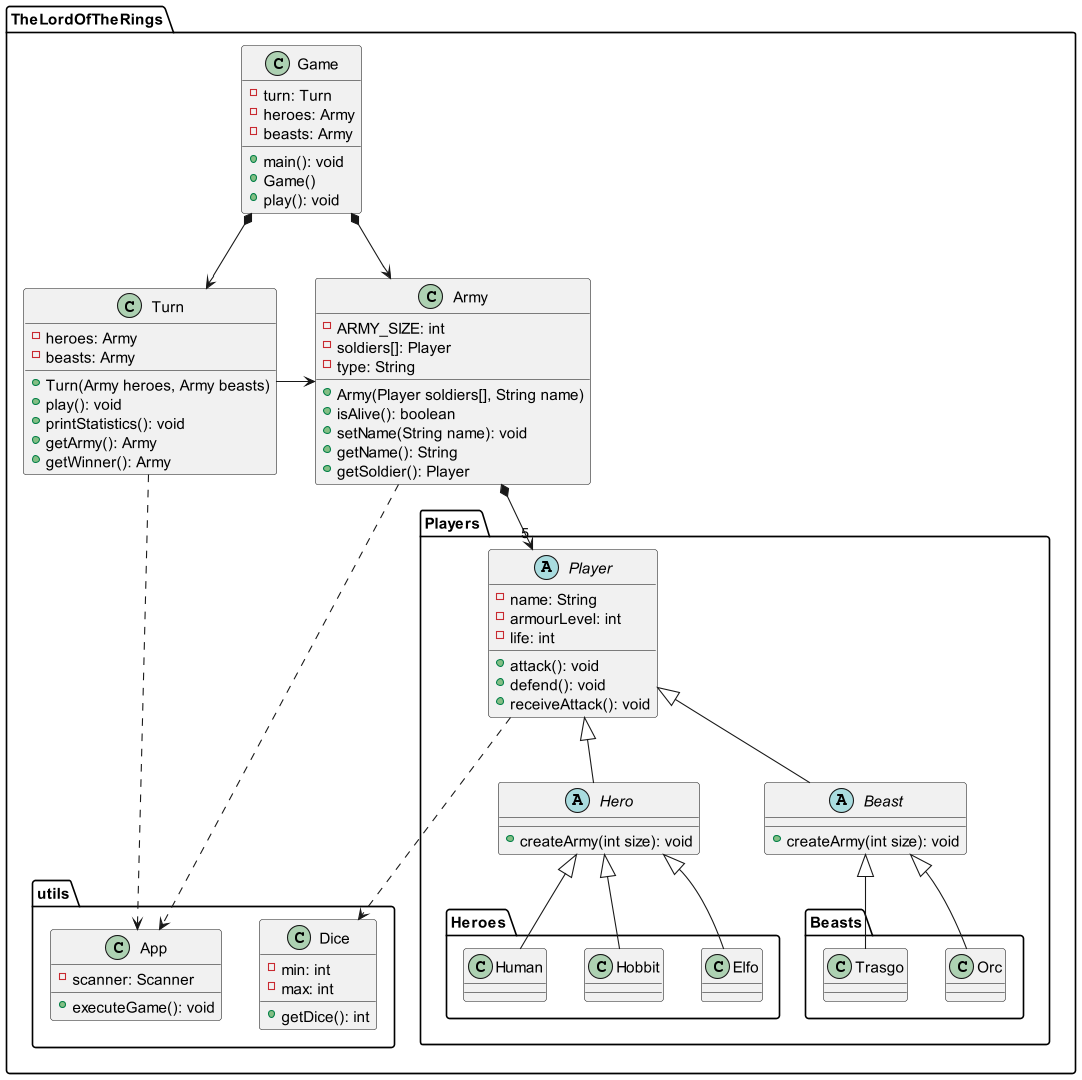 TheLordOfTheRings
C Game
turn: Turn
heroes: Army
beasts: Army
main(): void
Game()
play(): void
C Turn
heroes: Army
beasts: Army
Turn(Army heroes, Army beasts)
play(): void
printStatistics(): void
getArmy(): Army
getWinner(): Army
C Army
ARMY_SIZE: int
soldiers[]: Player
type: String
Army(Player soldiers[], String name)
isAlive(): boolean
setName(String name): void
getName(): String
getSoldier(): Player
5
Players
A Player
name: String
armourLevel: int
life: int
attack(): void
defend(): void
receiveAttack(): void
A Hero
createArmy(int size): void
A Beast
createArmy(int size): void
Heroes
C Human
C Hobbit
C Elfo
Beasts
C Trasgo
C Orc
utils
C App
scanner: Scanner
executeGame(): void
C Dice
min: int
max: int
getDice(): int